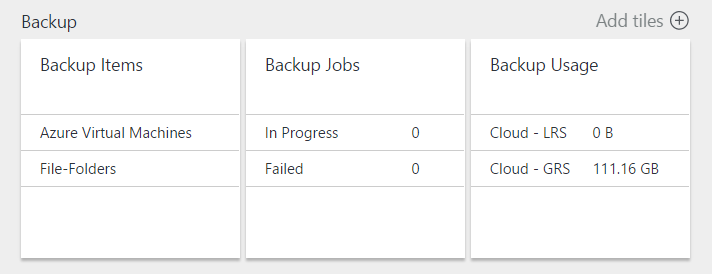 Backup
Add tiles
Backup Items
Azure Virtual Machines
File-Folders
Backup Jobs
In Progress 0
Failed 0
Backup Usage
Cloud - LRS 0 B
Cloud - GRS 111.16 GB